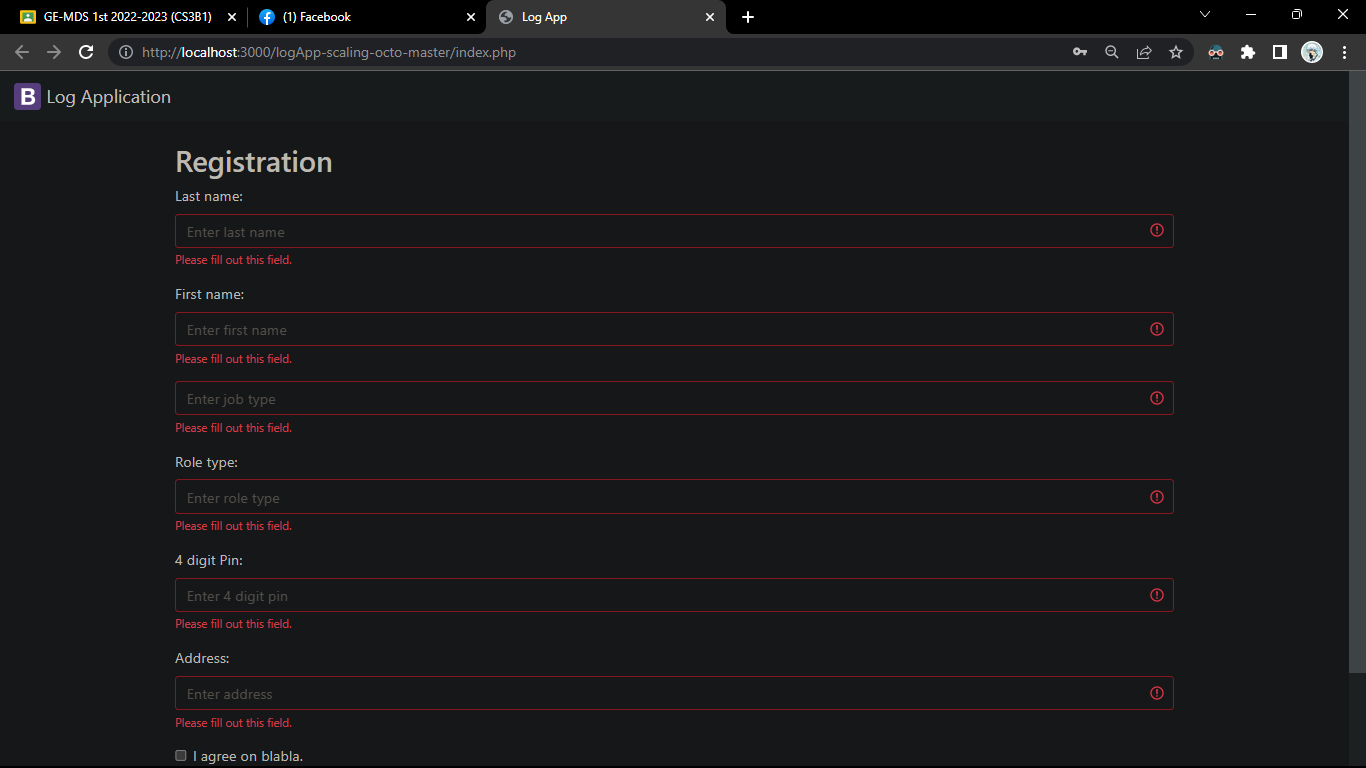 GE-MDS 1st 2022-2023 (CS3B1)
(1) Facebook
Log App
http://localhost:3000/logApp-scaling-octo-master/index.php
B Log Application
Registration
Last name:
Enter last name
Please fill out this field.
First name:
Enter first name
Please fill out this field.
Enter job type
Please fill out this field.
Role type:
Enter role type
Please fill out this field.
4 digit Pin:
Enter 4 digit pin
Please fill out this field.
Address:
Enter address
Please fill out this field.
I agree on blabla.